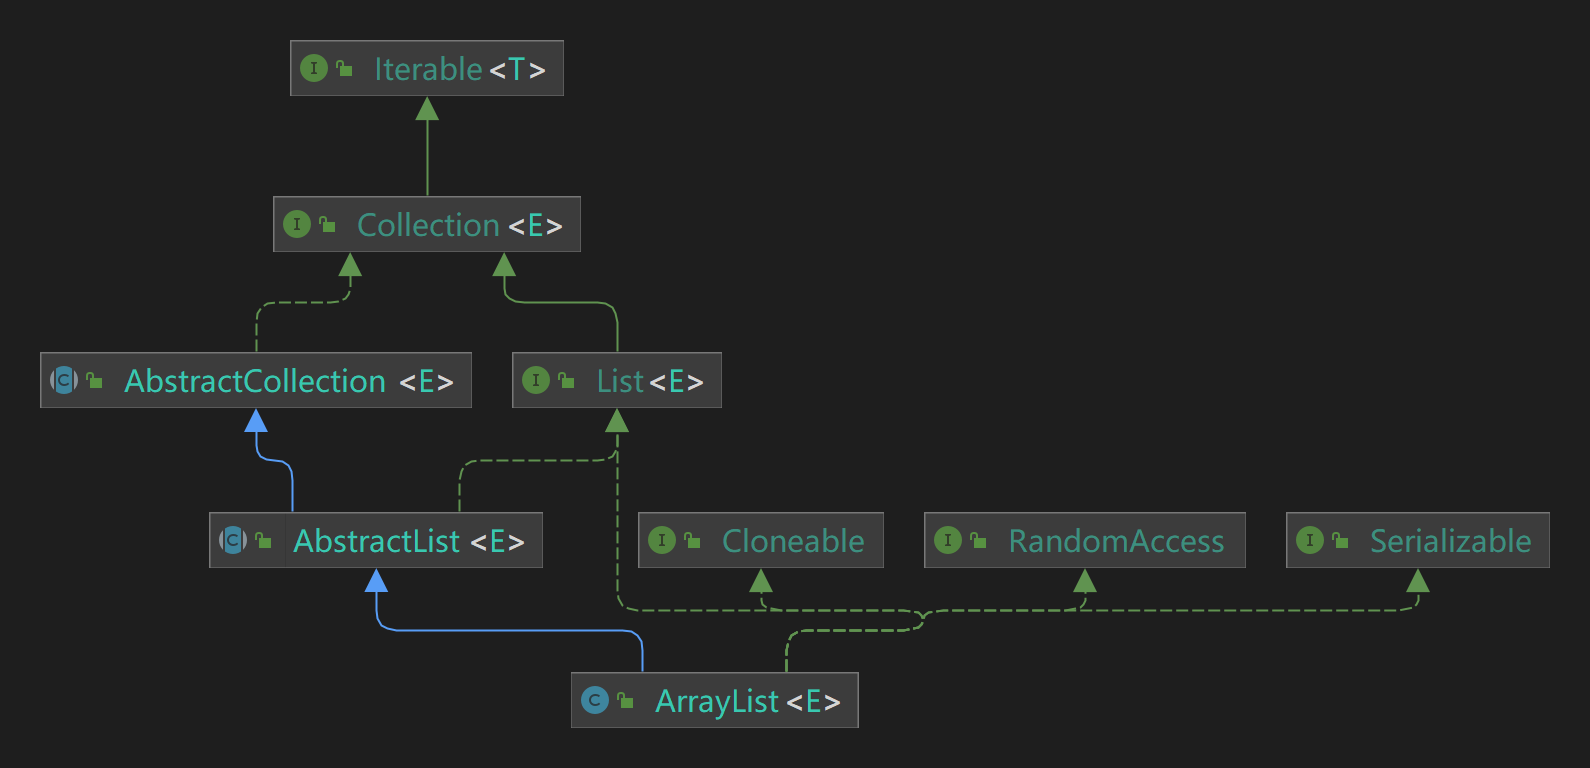 I Iterable<T>
I Collection <E>
C AbstractCollection <E>
I List<E>
C AbstractList <E>
I Cloneable
I RandomAccess
I Serializable
C ArrayList <E>